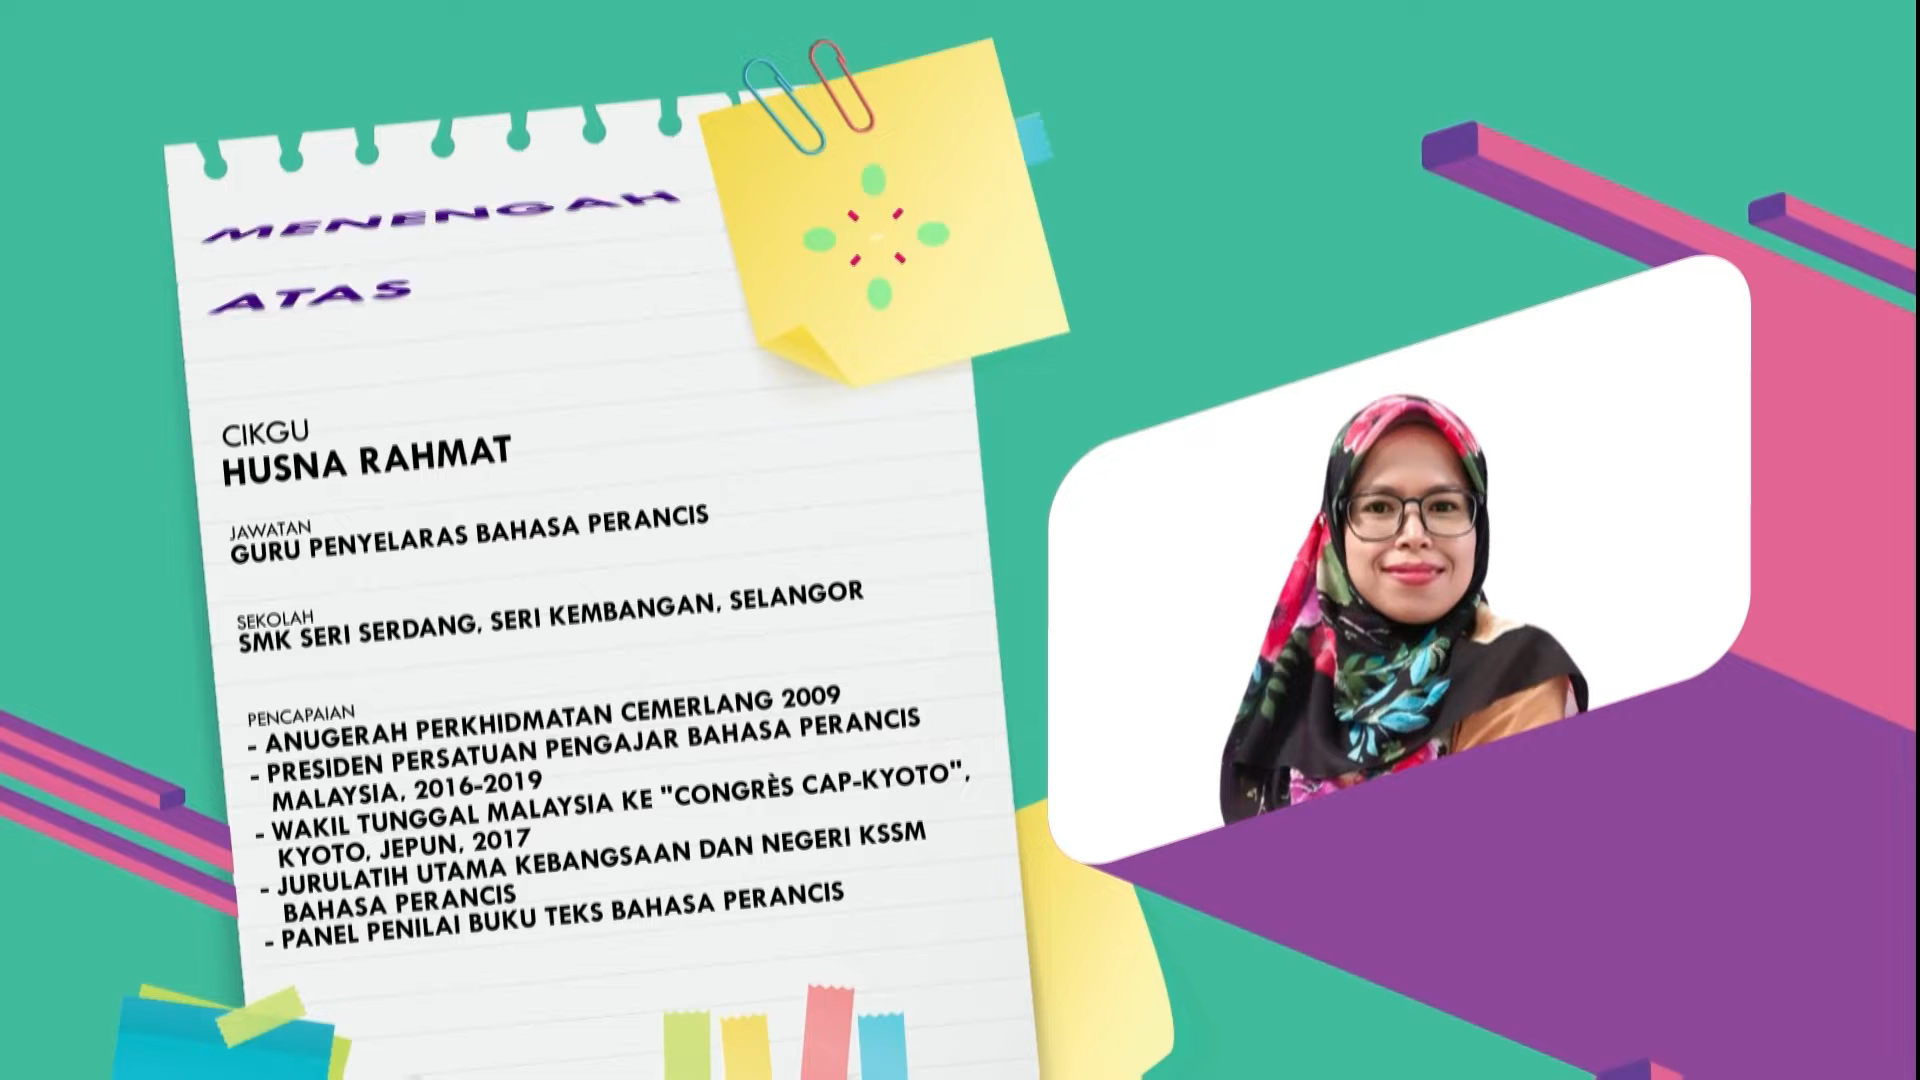 MENENGAH
ATAS
CIKGU
HUSNA RAHMAT
JAWATAN
GURU PENYELARAS BAHASA PERANCIS
SEKOLAH
SMK SERI SERDANG, SERI KEMBANGAN, SELANGOR
PENCAPAIAN
- ANUGERAH PERKHIDMATAN CEMERLANG 2009
- PRESIDEN PERSATUAN PENGAJAR BAHASA PERANCIS
MALAYSIA, 2016-2019
- WAKIL TUNGGAL MALAYSIA KE "CONGRÈS CAP-KYOTO",
KYOTO, JEPUN, 2017
- JURULATIH UTAMA KEBANGSAAN DAN NEGERI KSSM
BAHASA PERANCIS
- PANEL PENILAI BUKU TEKS BAHASA PERANCIS